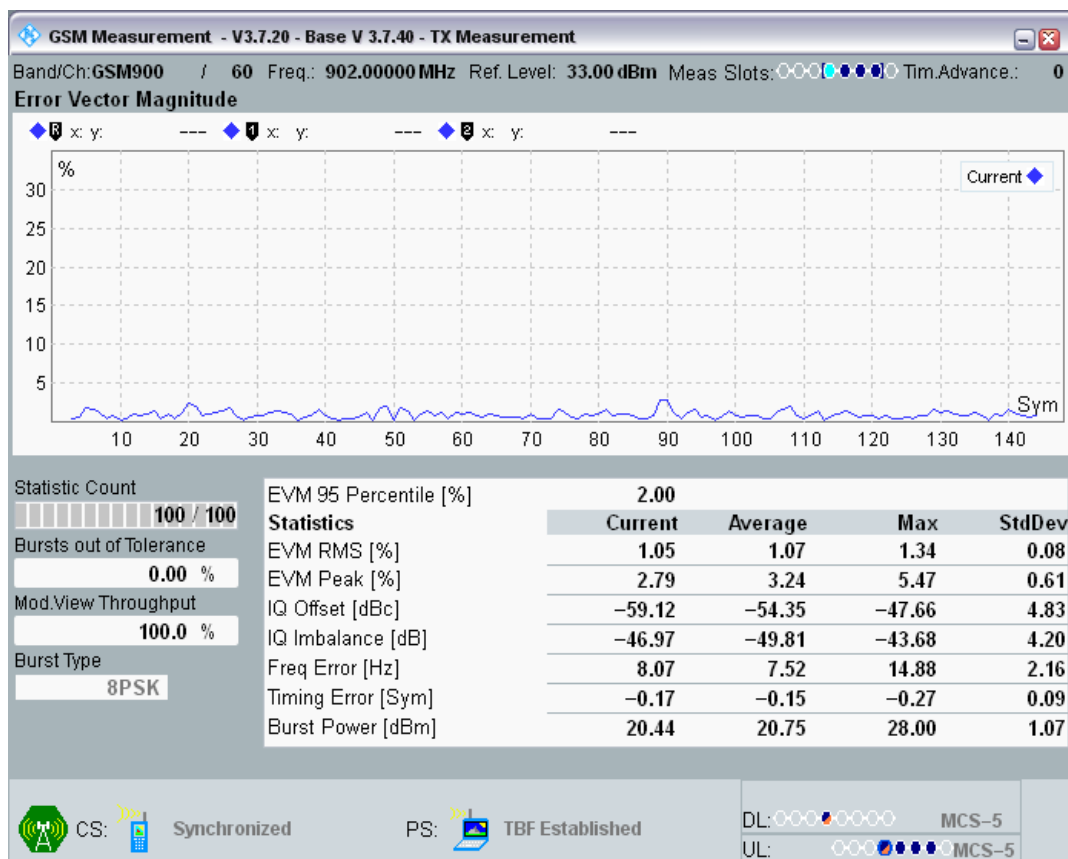 GSM Measurement - V3.7.20 - Base V 3.7.40 - TX Measurement
Band/Ch:GSM900 / 60 Freq.: 902.00000 MHz Ref. Level: 33.00 dBm Meas Slots: Tim.Advance.: 0
Error Vector Magnitude
R x: y: --- 1 x: y: --- 2 x: y: ---
%
Current
30
25
20
15
10
5
Sym
10 20 30 40 50 60 70 80 90 100 110 120 130 140
Statistic Count
100 / 100
Bursts out of Tolerance
0.00 %
Mod.View Throughput
100.0 %
Burst Type
8PSK
EVM 95 Percentile [%] 2.00
Statistics Current Average Max StdDev
EVM RMS [%] 1.05 1.07 1.34 0.08
EVM Peak [%] 2.79 3.24 5.47 0.61
IQ Offset [dBc] −59.12 −54.35 −47.66 4.83
IQ Imbalance [dB] −46.97 −49.81 −43.68 4.20
Freq Error [Hz] 8.07 7.52 14.88 2.16
Timing Error [Sym] −0.17 −0.15 −0.27 0.09
Burst Power [dBm] 20.44 20.75 28.00 1.07
CS: Synchronized PS: TBF Established
DL: MCS−5
UL: MCS−5